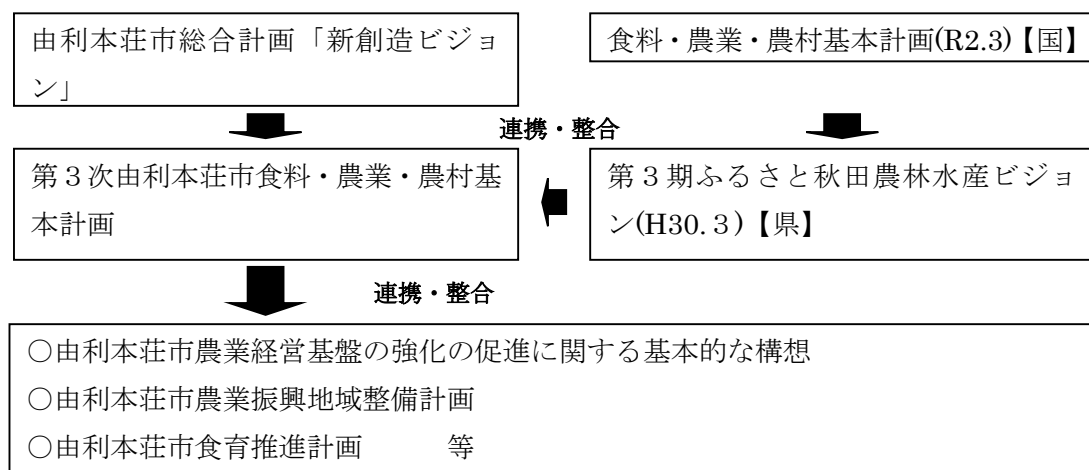 由利本荘市総合計画「新創造ビジョ
ン」
食料・農業・農村基本計画(R2.3)【国】
連携・整合
第３次由利本荘市食料・農業・農村基
本計画
第３期ふるさと秋田農林水産ビジョ
ン(H30.３)【県】
連携・整合
○由利本荘市農業経営基盤の強化の促進に関する基本的な構想
○由利本荘市農業振興地域整備計画
○由利本荘市食育推進計画　　　等